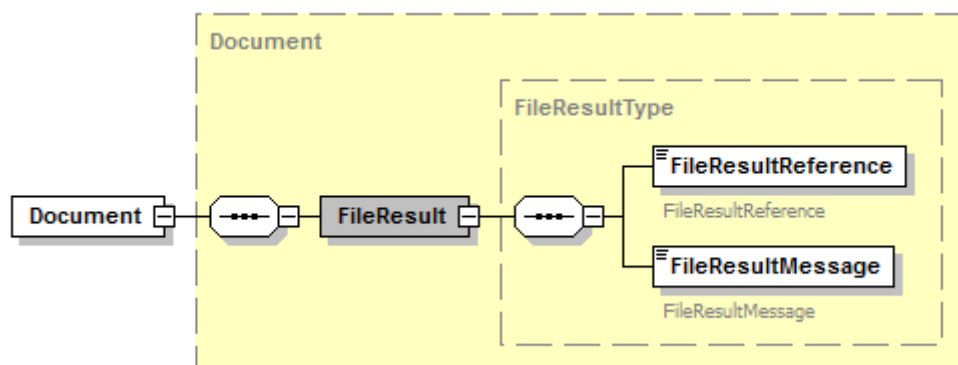 Document
FileResultType
FileResultReference
FileResultReference
Document
FileResult
FileResultMessage
FileResultMessage